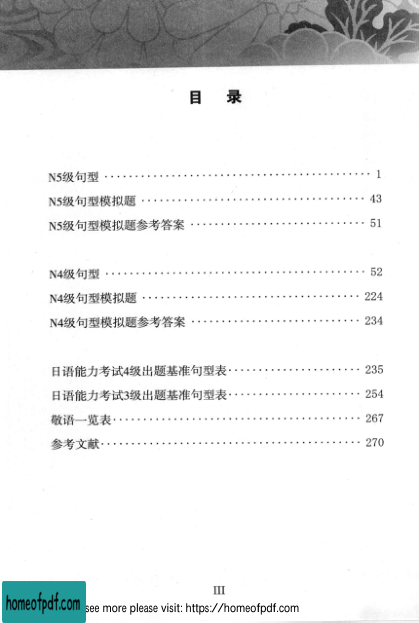 目 录
N5级句型 ········································ 1
N5级句型模拟题 ·································· 43
N5级句型模拟题参考答案 ·························· 51
N4级句型 ········································ 52
N4级句型模拟题 ·································· 224
N4级句型模拟题参考答案 ·························· 234
日语能力考试4级出题基准句型表······················ 235
日语能力考试3级出题基准句型表······················ 254
敬语一览表······································ 267
参考文献········································ 270
III
homeofpdf.com
see more please visit: https://homeofpdf.com